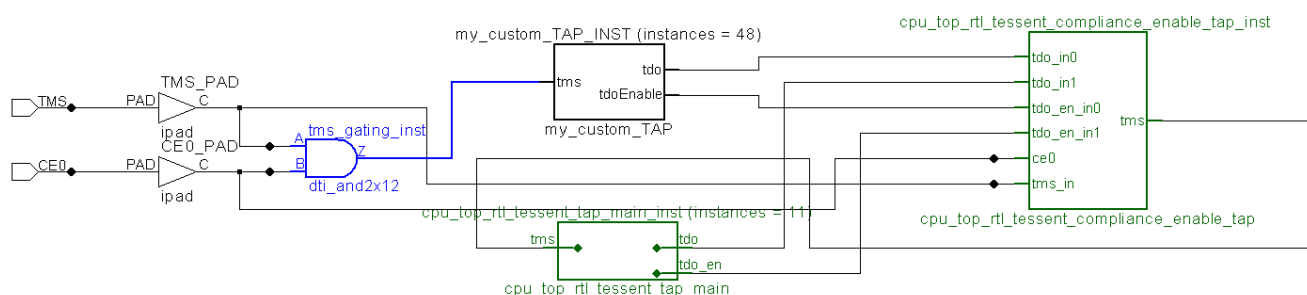 cpu_top_rtl_tessent_compliance_enable_tap_inst
my_custom_TAP_INST (instances = 48)
tdo_in0
tdo
tms
tdo_in1
TMS_PAD
tdoEnable
tdo_en_in0
TMS
PAD
C
tms
ipad
tms_gating_inst
my_custom_TAP
tdo_en_in1
A
CE0_PAD
Z
ce0
CE0
PAD
C
B
tms_in
ipad
dti_and2x12
cpu_top_rtl_tessent_tap_main_inst (instances = 11)
cpu_top_rtl_tessent_compliance_enable_tap
tms
tdo
tdo_en
cpu_top_rtl_tessent_tap_main